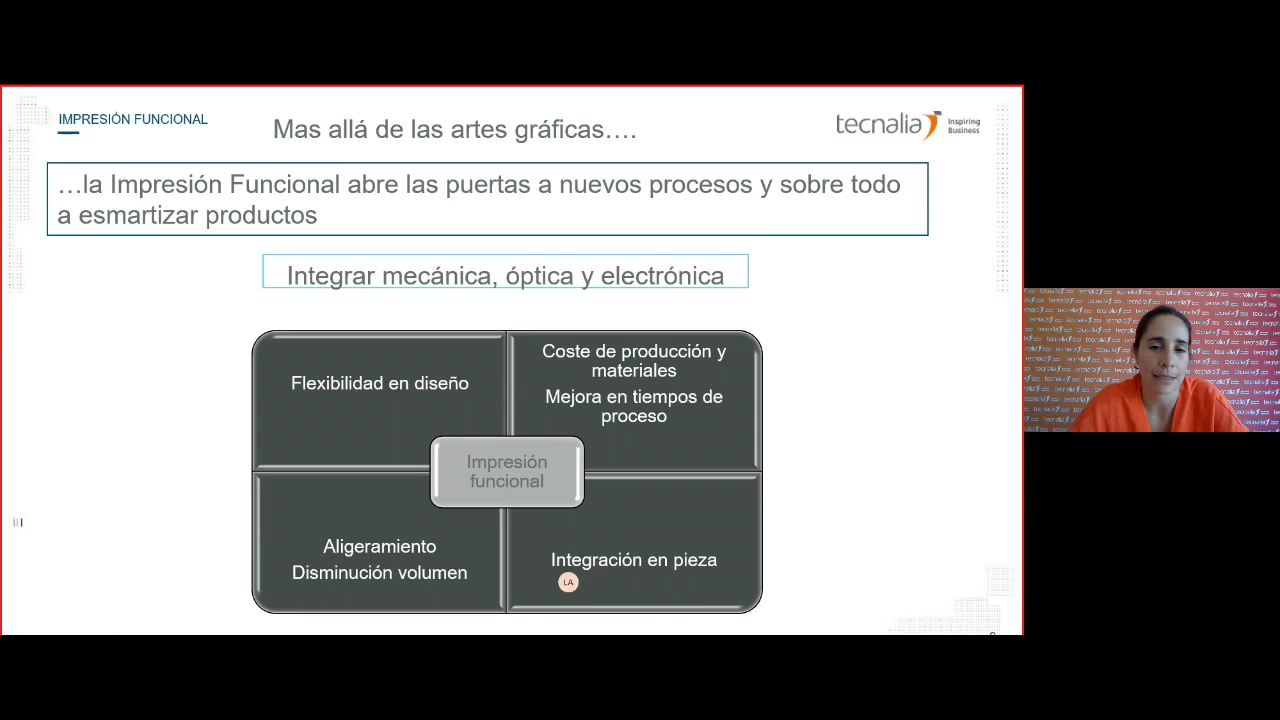 IMPRESIÓN FUNCIONAL
Mas allá de las artes gráficas….
tecnalia Inspiring
Business
…la Impresión Funcional abre las puertas a nuevos procesos y sobre todo
a esmartizar productos
Integrar mecánica, óptica y electrónica
Flexibilidad en diseño
Coste de producción y
materiales
Mejora en tiempos de
proceso
Impresión
funcional
Aligeramiento
Disminución volumen
Integración en pieza
LA